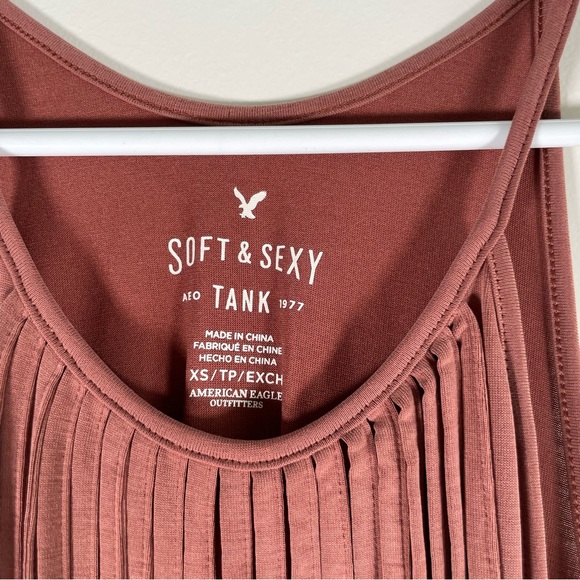 SOFT & SEXY
AEO TANK 1977
MADE IN CHINA
FABRIQUÉ EN CHINE
HECHO EN CHINA
XS/TP/EXCH
AMERICAN EAGLE
OUTFITTERS